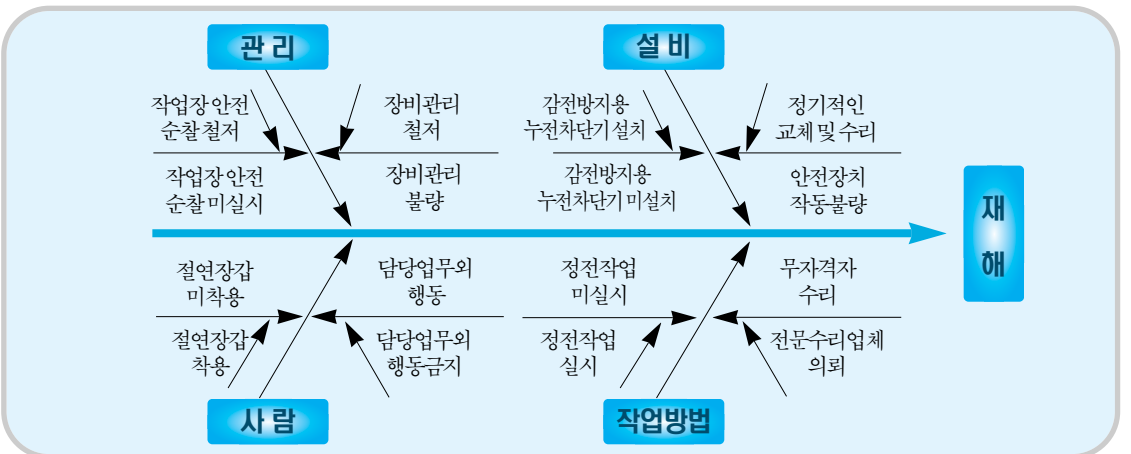 관 리
설 비
작업장 안전
순찰 철저
장비관리
철저
감전방지용
누전차단기 설치
정기적인
교체 및 수리
작업장 안전
순찰 미실시
장비관리
불량
감전방지용
누전차단기 미설치
안전장치
작동불량
재
해
절연장갑
미착용
담당업무외
행동
정전작업
미실시
무자격자
수리
절연장갑
착용
담당업무외
행동금지
정전작업
실시
전문수리업체
의뢰
사 람
작업방법